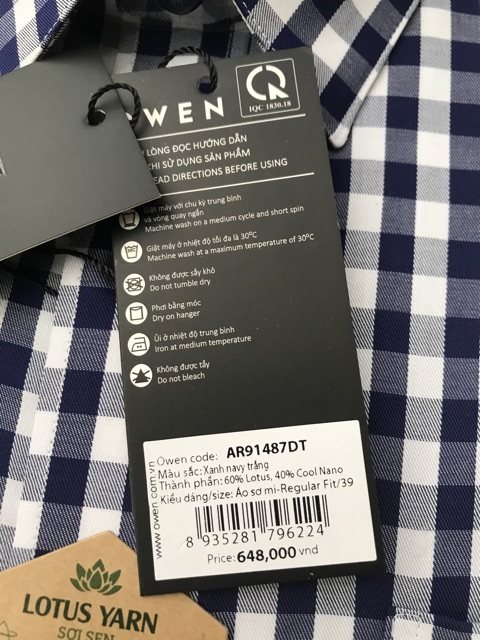 WEN
IQC 1830.18
LÒNG ĐỌC HƯỚNG DẪN
KHI SỬ DỤNG SẢN PHẨM
EAD DIRECTIONS BEFORE USING
Giặt máy với chu kỳ trung bình
và vòng quay ngắn
Machine wash on a medium cycle and short spin
Giặt máy ở nhiệt độ tối đa là 30⁰C
Machine wash at a maximum temperature of 30⁰C
Không được sấy khô
Do not tumble dry
Phơi bằng móc
Dry on hanger
Ủi ở nhiệt độ trung bình
Iron at medium temperature
Không được tẩy
Do not bleach
www.owen.com.vn
Owen code: AR91487DT
Màu sắc: Xanh navy trắng
Thành phần: 60% Lotus, 40% Cool Nano
Kiểu dáng/size: Áo sơ mi-Regular Fit/39
8 935281 796224
Price: 648,000 vnd
LOTUS YARN
SỢI SEN